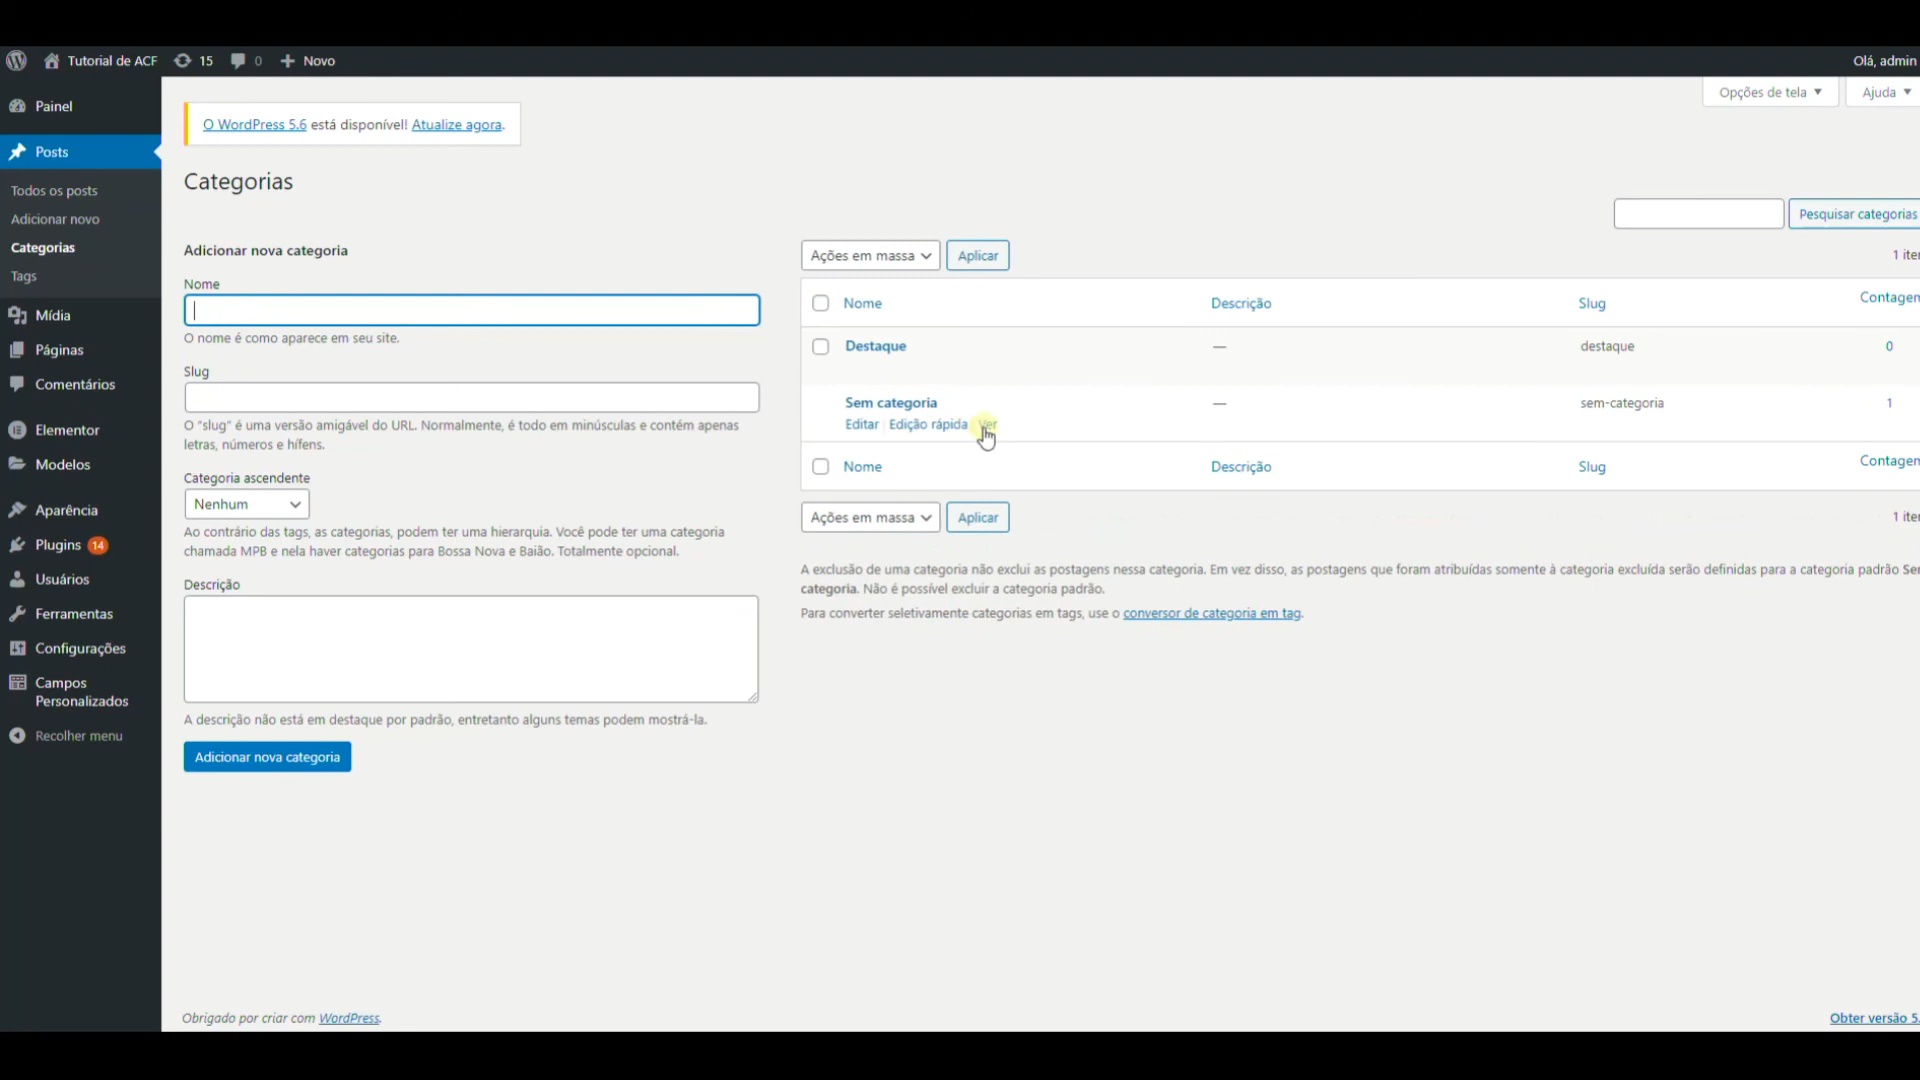 Tutorial de ACF 15 0 Novo
Olá, admin
Painel
Posts
Todos os posts
Adicionar novo
Categorias
Tags
Mídia
Páginas
Comentários
Elementor
Modelos
Aparência
Plugins 14
Usuários
Ferramentas
Configurações
Campos
Personalizados
Recolher menu
Opções de tela
Ajuda
O WordPress 5.6 está disponível! Atualize agora.
Categorias
Pesquisar categorias
Adicionar nova categoria
Nome
O nome é como aparece em seu site.
Slug
O "slug" é uma versão amigável do URL. Normalmente, é todo em minúsculas e contém apenas
letras, números e hífens.
Categoria ascendente
Nenhum
Ao contrário das tags, as categorias, podem ter uma hierarquia. Você pode ter uma categoria
chamada MPB e nela haver categorias para Bossa Nova e Baião. Totalmente opcional.
Descrição
A descrição não está em destaque por padrão, entretanto alguns temas podem mostrá-la.
Adicionar nova categoria
Ações em massa Aplicar
1 iter
Nome Descrição Slug Contagem
Destaque — destaque 0
Sem categoria — sem-categoria 1
Editar | Edição rápida Ver
Nome Descrição Slug Contagem
Ações em massa Aplicar
1 iter
A exclusão de uma categoria não exclui as postagens nessa categoria. Em vez disso, as postagens que foram atribuídas somente à categoria excluída serão definidas para a categoria padrão Ser
categoria. Não é possível excluir a categoria padrão.
Para converter seletivamente categorias em tags, use o conversor de categoria em tag.
Obrigado por criar com WordPress.
Obter versão 5.